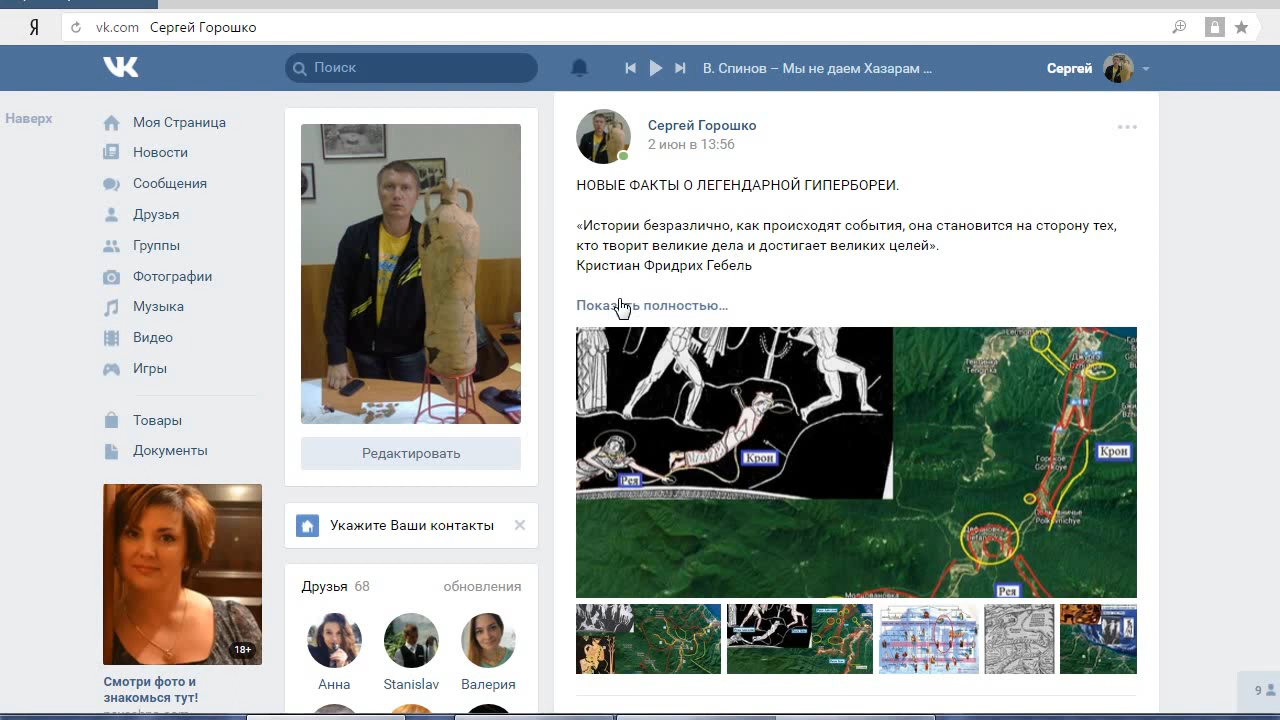 Я
vk.com Сергей Горошко
Поиск
В. Спинов – Мы не даем Хазарам ...
Сергей
Наверх
Моя Страница
Новости
Сообщения
Друзья
Группы
Фотографии
Музыка
Видео
Игры
Товары
Документы
18+
Смотри фото и
знакомься тут!
Редактировать
Укажите Ваши контакты
Друзья 68
обновления
Анна
Stanislav
Валерия
Сергей Горошко
2 июн в 13:56
НОВЫЕ ФАКТЫ О ЛЕГЕНДАРНОЙ ГИПЕРБОРЕИ.
«Истории безразлично, как происходят события, она становится на сторону тех,
кто творит великие дела и достигает великих целей».
Кристиан Фридрих Гебель
Показать полностью...
Крон
Рея
Крон
Рея
9